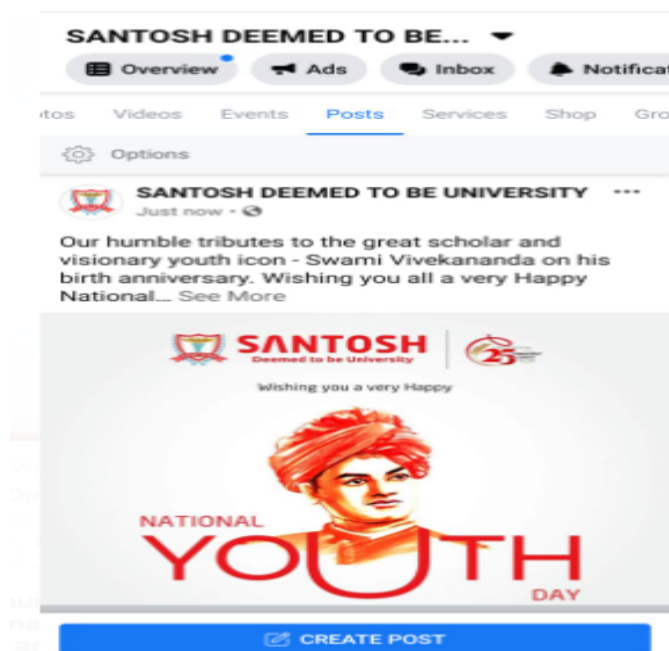 SANTOSH DEEMED TO BE...
Overview Ads Inbox Notificat
tos Videos Events Posts Services Shop Gro
Options
SANTOSH DEEMED TO BE UNIVERSITY
Just now
Our humble tributes to the great scholar and
visionary youth icon - Swami Vivekananda on his
birth anniversary. Wishing you all a very Happy
National... See More
SANTOSH
Deemed to be University
25
Wishing you a very Happy
NATIONAL
YOUTH
DAY
CREATE POST